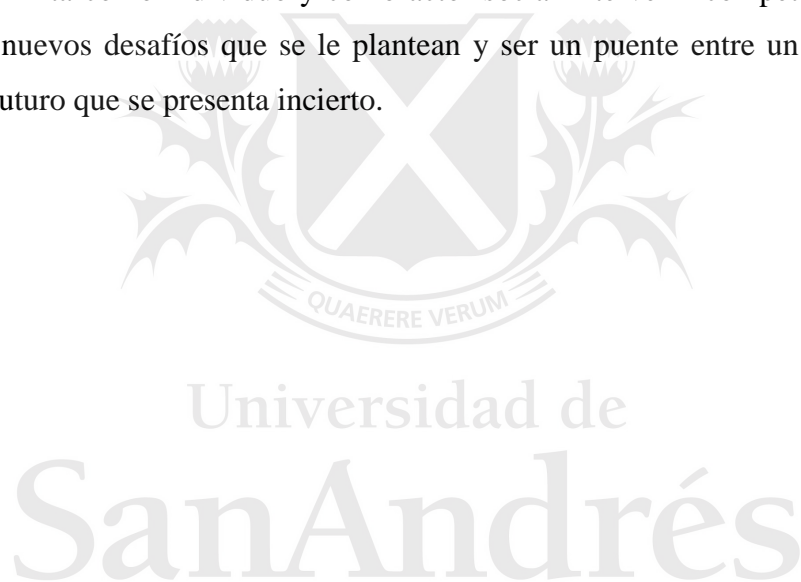 nuevos desafíos que se le plantean y ser un puente entre un
uturo que se presenta incierto.
QUAERERE VERUM
Universidad de
SanAndrés